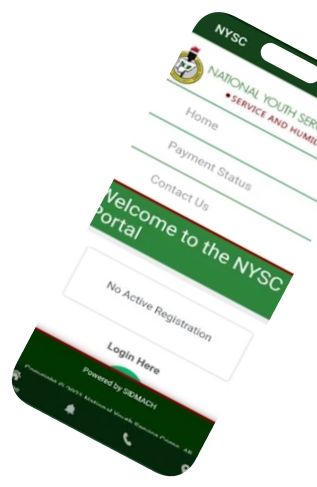 NYSC
NATIONAL YOUTH SER
SERVICE AND HUMIL
Home
Payment Status
Contact Us
Welcome to the NYSC
Portal
No Active Registration
Login Here
Powered by SIDMACH